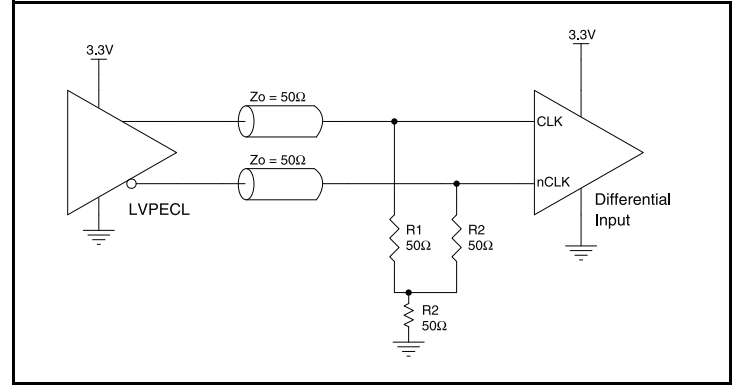 3.3V
3.3V
Zo = 50Ω
CLK
Zo = 50Ω
nCLK
LVPECL
Differential
Input
R1
50Ω
R2
50Ω
R2
50Ω